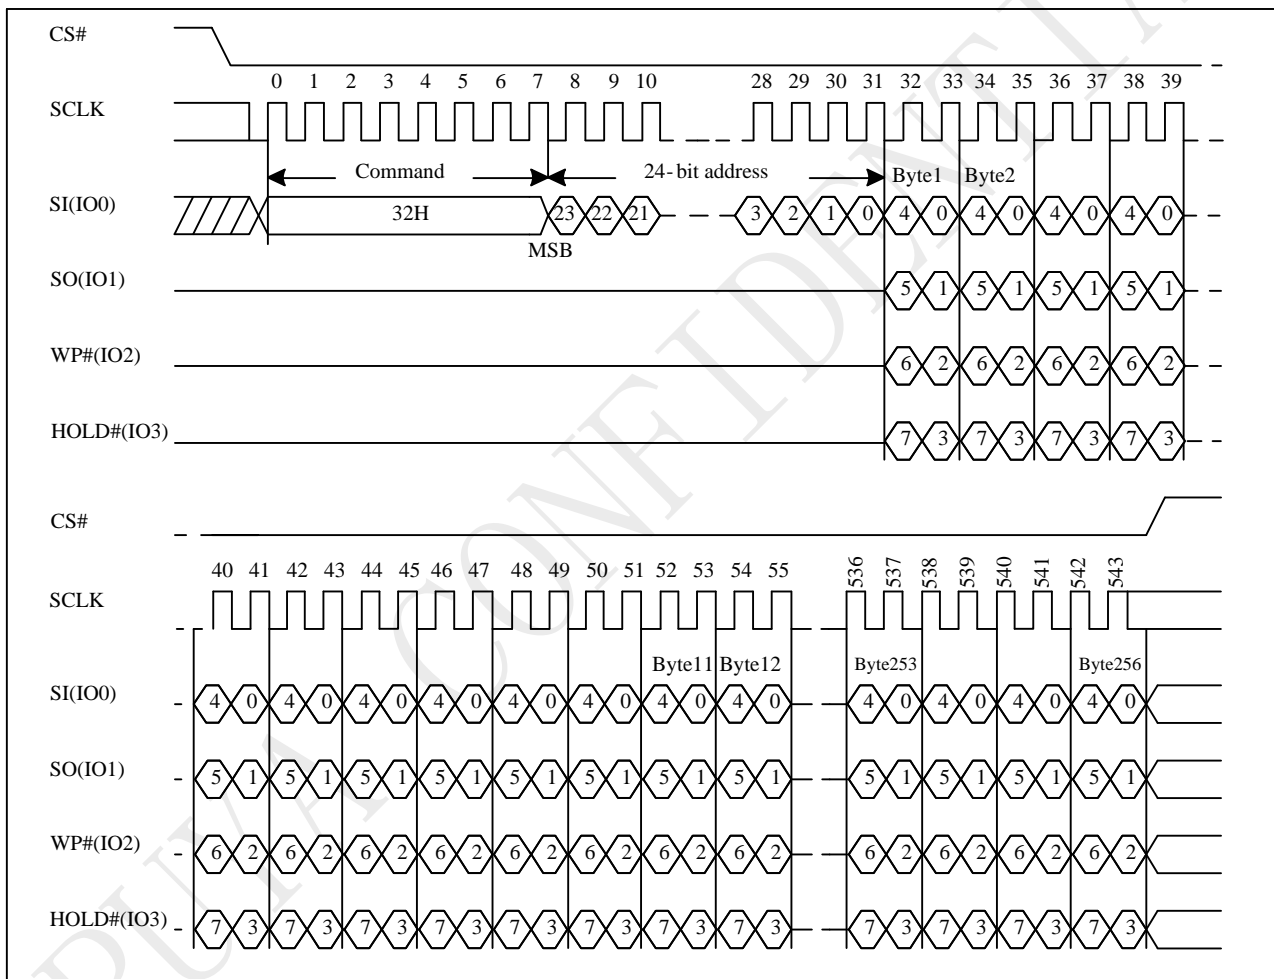 CS#
0 1 2 3 4 5 6 7 8 9 10 28 29 30 31 32 33 34 35 36 37 38 39
SCLK
Command 24-bit address Byte1 Byte2
SI(IO0) 32H 23 22 21 3 2 1 0 4 0 4 0 4 0 4 0
MSB
SO(IO1) 5 1 5 1 5 1 5 1
WP#(IO2) 6 2 6 2 6 2 6 2
HOLD#(IO3) 7 3 7 3 7 3 7 3
CS#
40 41 42 43 44 45 46 47 48 49 50 51 52 53 54 55 536 537 538 539 540 541 542 543
SCLK
Byte11 Byte12 Byte253 Byte256
SI(IO0) 4 0 4 0 4 0 4 0 4 0 4 0 4 0 4 0 4 0 4 0 4 0 4 0
SO(IO1) 5 1 5 1 5 1 5 1 5 1 5 1 5 1 5 1 5 1 5 1 5 1 5 1
WP#(IO2) 6 2 6 2 6 2 6 2 6 2 6 2 6 2 6 2 6 2 6 2 6 2 6 2
HOLD#(IO3) 7 3 7 3 7 3 7 3 7 3 7 3 7 3 7 3 7 3 7 3 7 3 7 3
PUYA CONFIDENTIAL